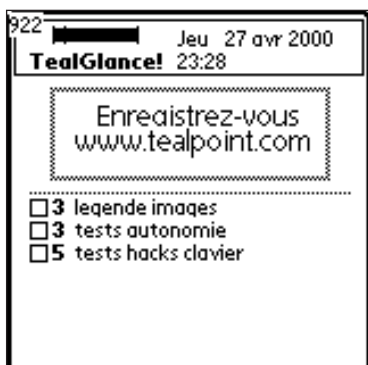 922
Jeu 27 avr 2000
TealGlance! 23:28
Enregistrez-vous
www.tealpoint.com
3 legende images
3 tests autonomie
5 tests hacks clavier